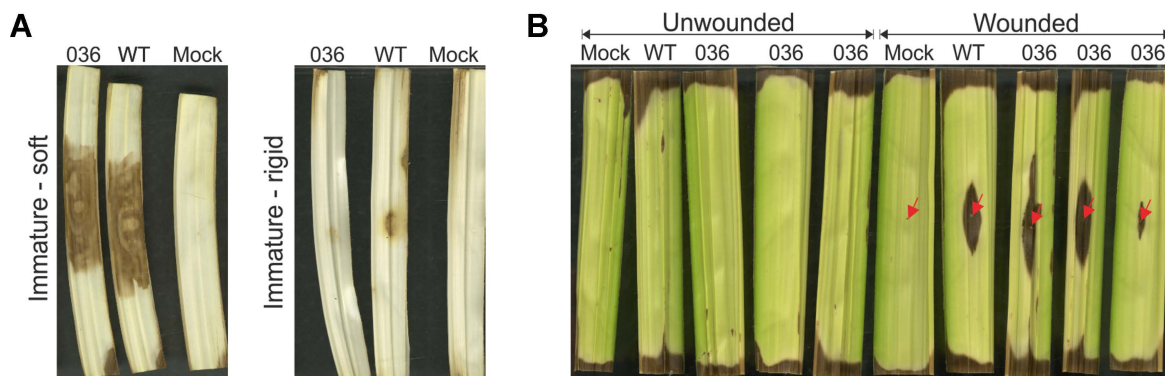 A
036 WT Mock
Immature - soft
036 WT Mock
Immature - rigid
B
Unwounded Wounded
Mock WT 036 036 036 Mock WT 036 036 036